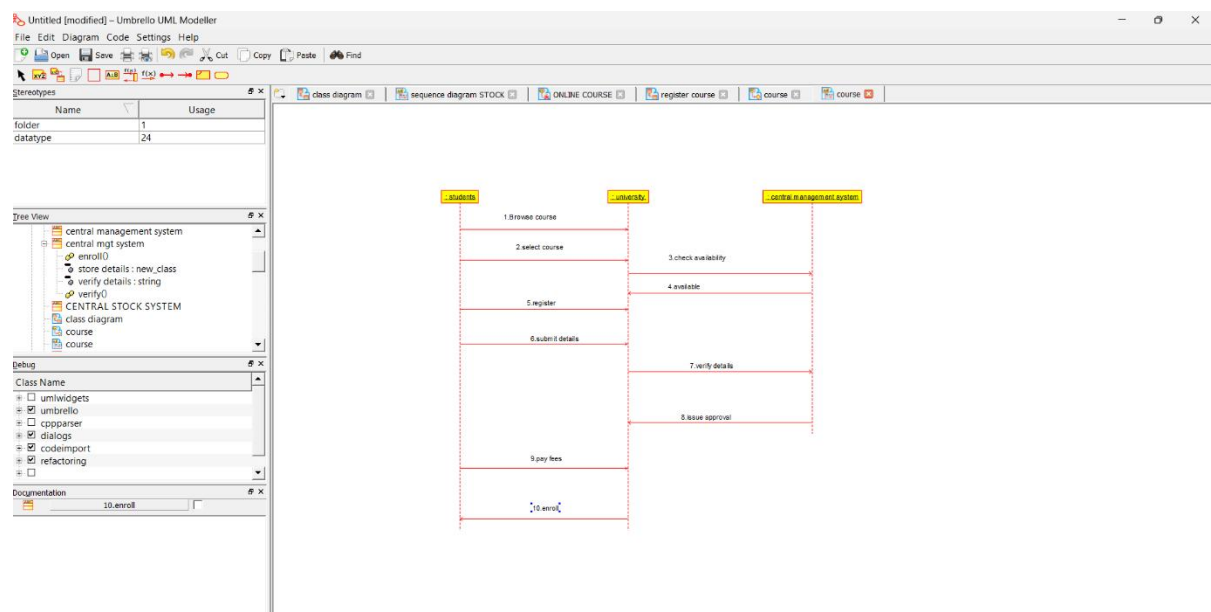 Untitled [modified] – Umbrello UML Modeller
File Edit Diagram Code Settings Help
Open Save Cut Copy Paste Find
xyz A:B f(x) f(x)
Stereotypes
Name Usage
folder 1
datatype 24
Tree View
central management system
central mgt system
enroll()
store details : new_class
verify details : string
verify()
CENTRAL STOCK SYSTEM
class diagram
course
course
Debug
Class Name
umlwidgets
umbrello
cppparser
dialogs
codeimport
refactoring
Documentation
10.enroll
class diagram sequence diagram STOCK ONLINE COURSE register course course course
: students : university : central management system
1.Browse course
2.select course
3.check availability
4.available
5.register
6.submit details
7.verify details
8.issue approval
9.pay fees
10.enroll